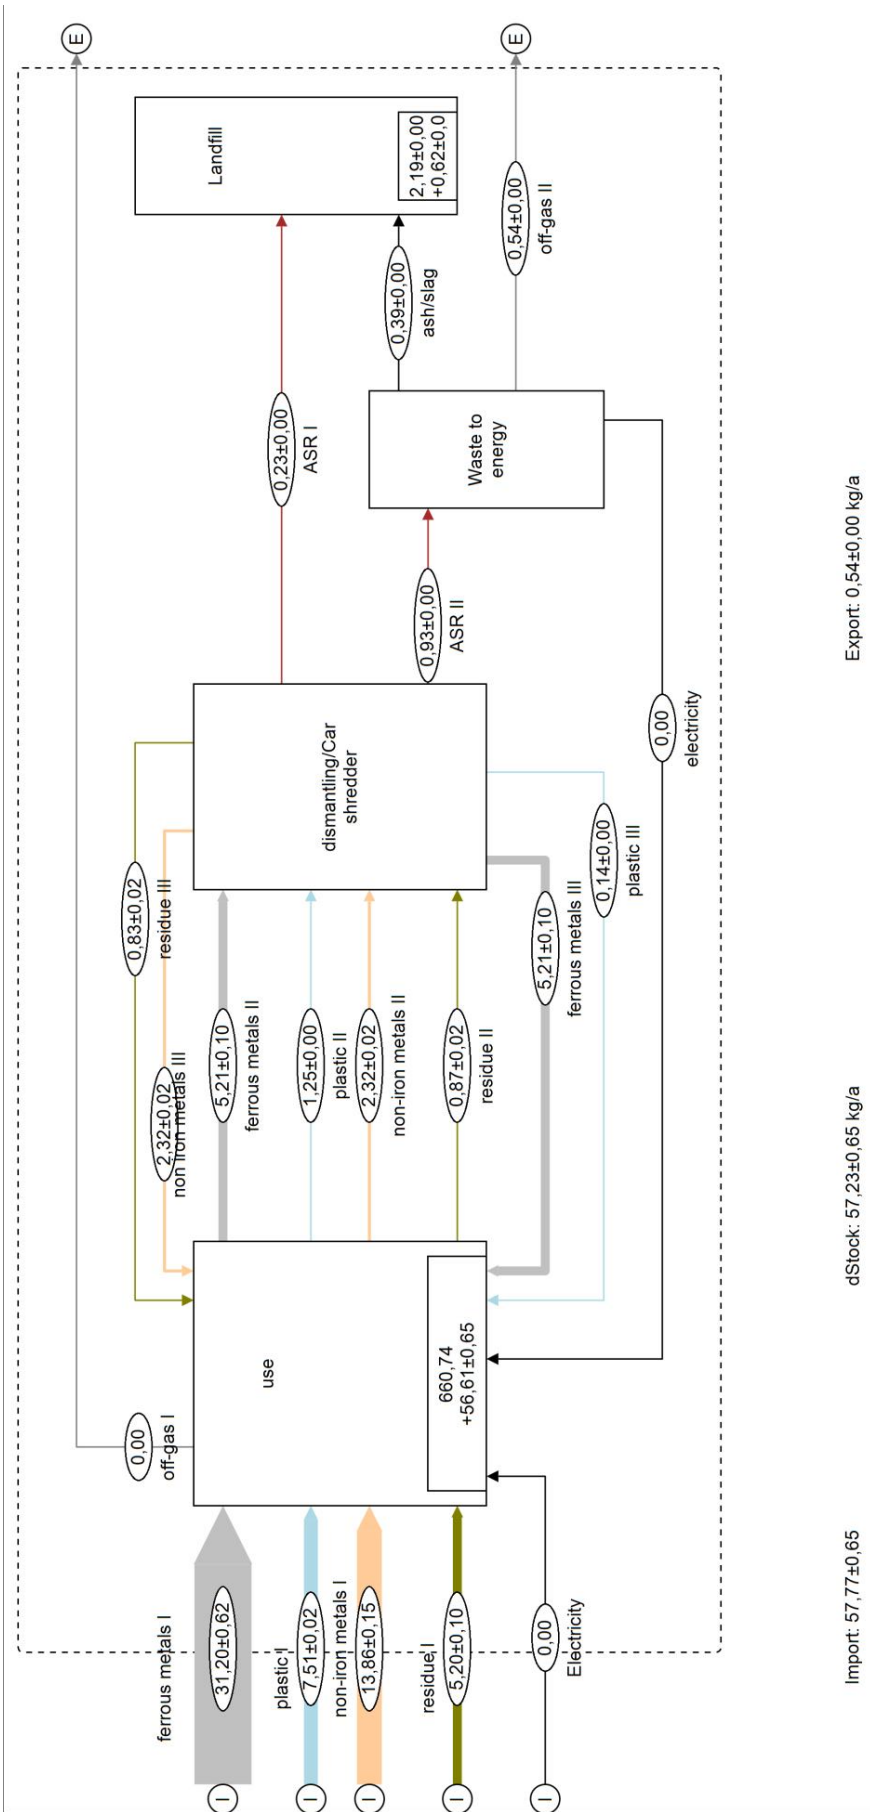 I
I
I
I
I
ferrous metals I
31,20±0,62
plastic I
7,51±0,02
non-iron metals I
13,86±0,15
residue I
5,20±0,10
0,00
Electricity
0,00
off-gas I
use
660,74
+56,61±0,65
0,83±0,02
residue III
2,32±0,02
non iron metals III
5,21±0,10
ferrous metals II
1,25±0,00
plastic II
2,32±0,02
non-iron metals II
0,87±0,02
residue II
5,21±0,10
ferrous metals III
0,14±0,00
plastic III
0,00
electricity
dismantling/Car
shredder
0,23±0,00
ASR I
0,93±0,00
ASR II
Waste to
energy
0,39±0,00
ash/slag
0,54±0,00
off-gas II
Landfill
2,19±0,00
+0,62±0,0
E
E
Import: 57,77±0,65
dStock: 57,23±0,65 kg/a
Export: 0,54±0,00 kg/a